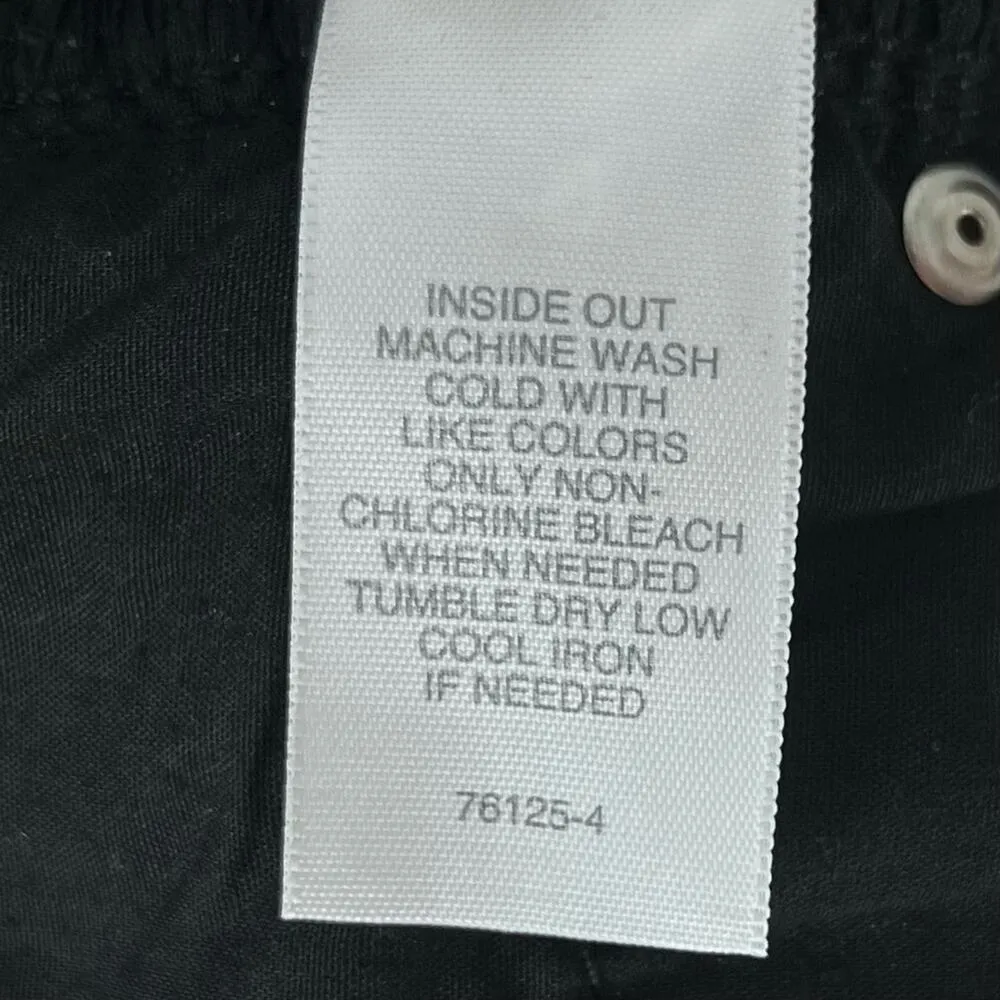 INSIDE OUT
MACHINE WASH
COLD WITH
LIKE COLORS
ONLY NON-
CHLORINE BLEACH
WHEN NEEDED
TUMBLE DRY LOW
COOL IRON
IF NEEDED
76125-4